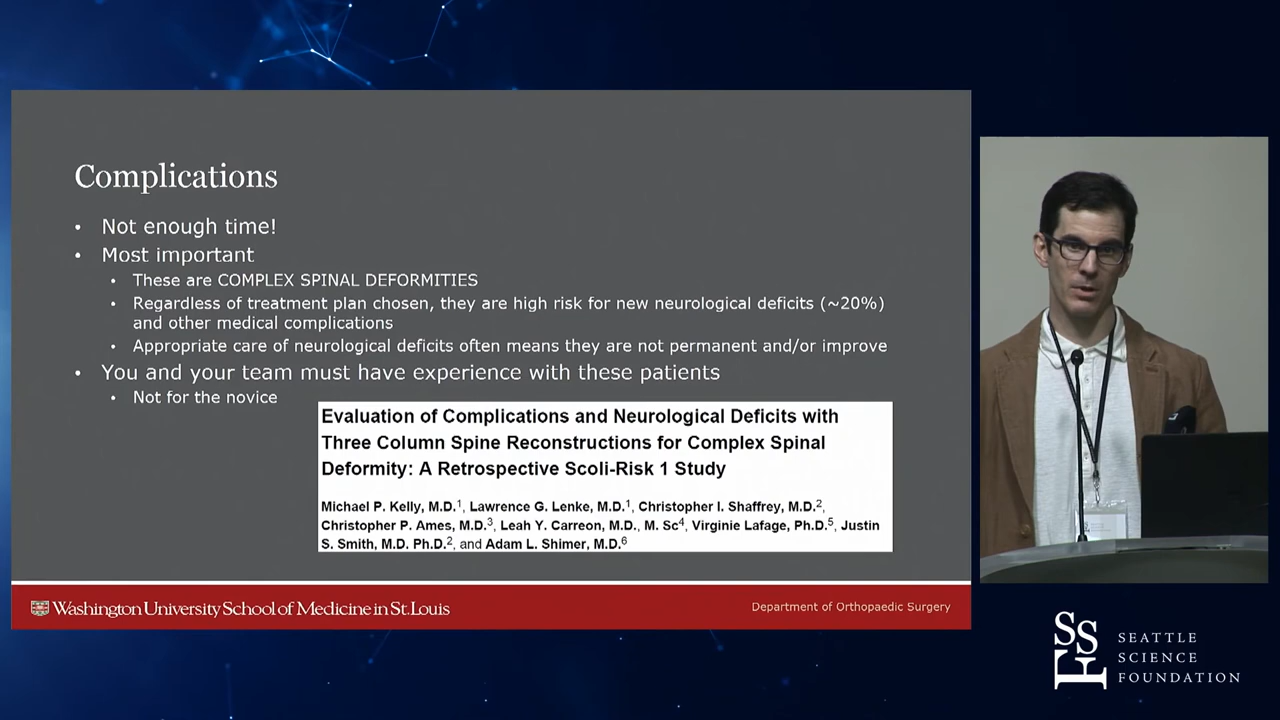 Complications
• Not enough time!
• Most important
• These are COMPLEX SPINAL DEFORMITIES
• Regardless of treatment plan chosen, they are high risk for new neurological deficits (~20%)
and other medical complications
• Appropriate care of neurological deficits often means they are not permanent and/or improve
• You and your team must have experience with these patients
• Not for the novice
Evaluation of Complications and Neurological Deficits with
Three Column Spine Reconstructions for Complex Spinal
Deformity: A Retrospective Scoli-Risk 1 Study
Michael P. Kelly, M.D.1, Lawrence G. Lenke, M.D.1, Christopher I. Shaffrey, M.D.2,
Christopher P. Ames, M.D.3, Leah Y. Carreon, M.D., M. Sc4, Virginie Lafage, Ph.D.5, Justin
S. Smith, M.D. Ph.D.2, and Adam L. Shimer, M.D.6
Washington University School of Medicine in St. Louis
Department of Orthopaedic Surgery
SSF
SEATTLE
SCIENCE
FOUNDATION